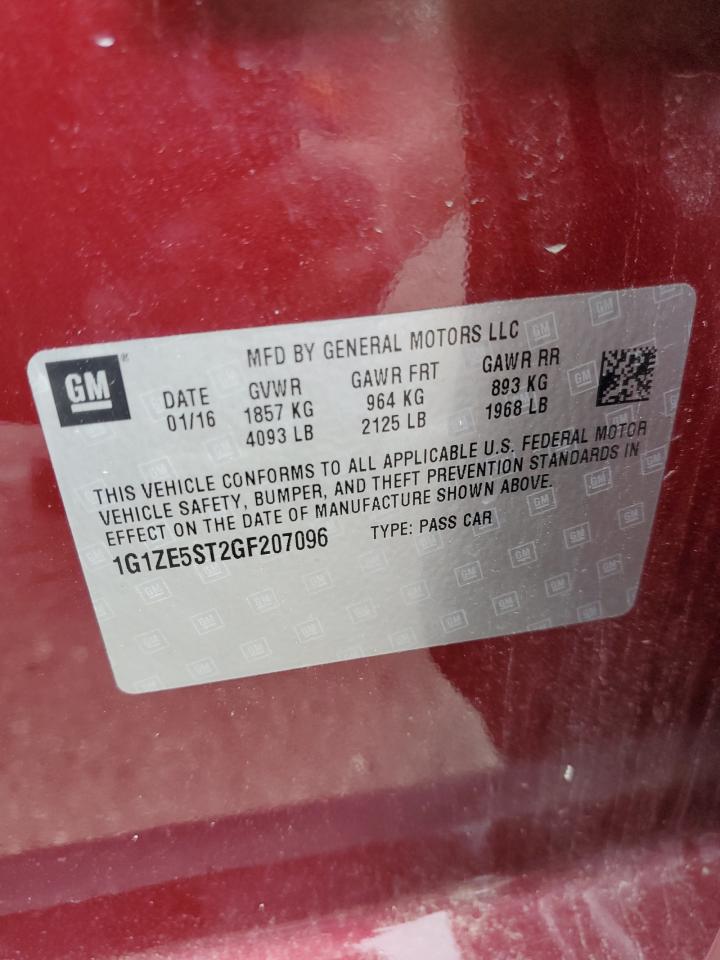 GM
MFD BY GENERAL MOTORS LLC
DATE GVWR GAWR FRT GAWR RR
01/16 1857 KG 964 KG 893 KG
4093 LB 2125 LB 1968 LB
THIS VEHICLE CONFORMS TO ALL APPLICABLE U.S. FEDERAL MOTOR
VEHICLE SAFETY, BUMPER, AND THEFT PREVENTION STANDARDS IN
EFFECT ON THE DATE OF MANUFACTURE SHOWN ABOVE.
1G1ZE5ST2GF207096 TYPE: PASS CAR